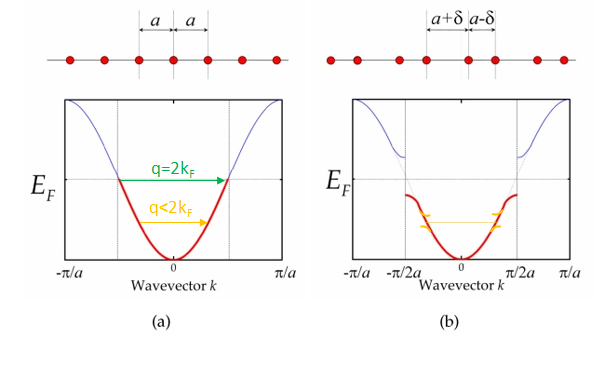 a a
a+δ a-δ
q=2k_F
q<2k_F
E_F
-π/a 0 π/a
Wavevector k
E_F
-π/a -π/2a 0 π/2a π/a
Wavevector k
(a)
(b)